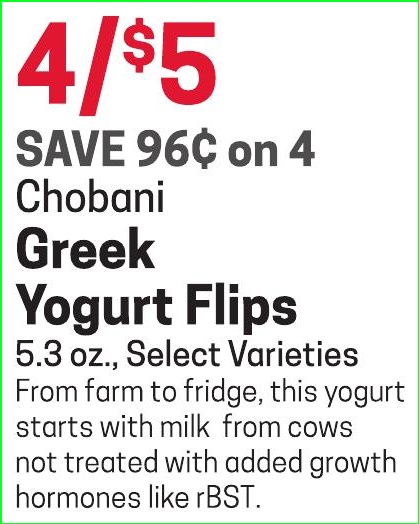 4/$5
SAVE 96¢ on 4
Chobani
Greek
Yogurt Flips
5.3 oz., Select Varieties
From farm to fridge, this yogurt
starts with milk from cows
not treated with added growth
hormones like rBST.